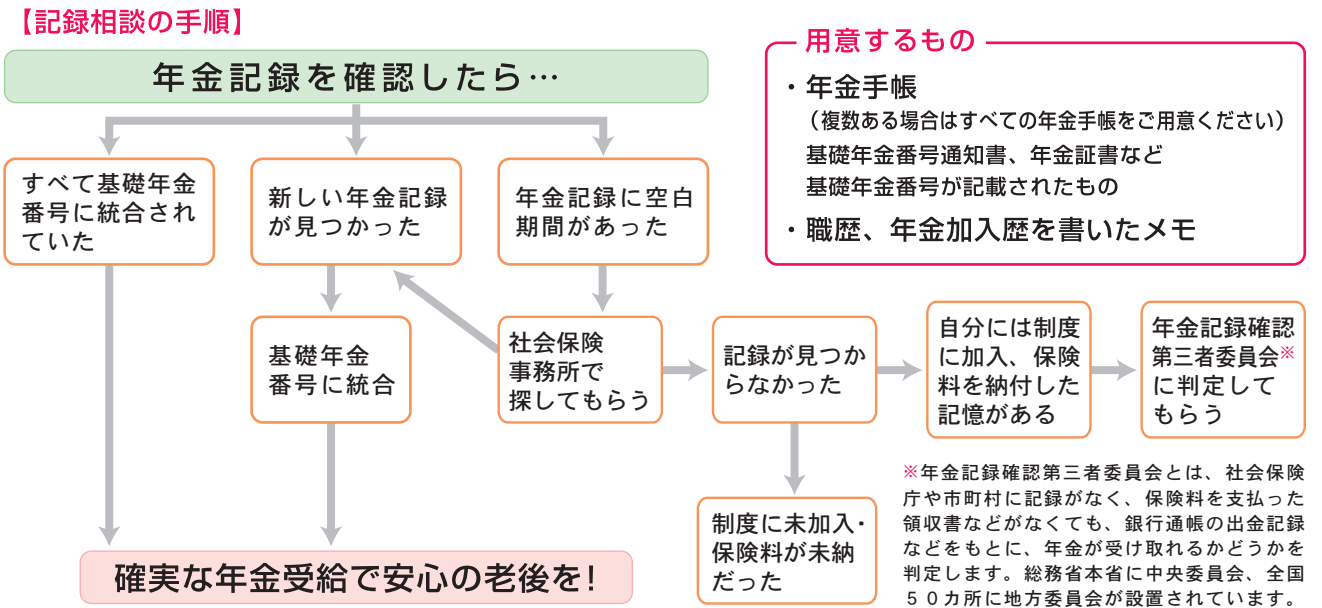 【記録相談の手順】
年金記録を確認したら…
すべて基礎年金
番号に統合され
ていた
新しい年金記録
が見つかった
年金記録に空白
期間があった
用意するもの
・年金手帳
（複数ある場合はすべての年金手帳をご用意ください）
基礎年金番号通知書、年金証書など
基礎年金番号が記載されたもの
・職歴、年金加入歴を書いたメモ
基礎年金
番号に統合
社会保険
事務所で
探してもらう
記録が見つか
らなかった
自分には制度
に加入、保険
料を納付した
記憶がある
年金記録確認
第三者委員会※
に判定して
もらう
制度に未加入・
保険料が未納
だった
※年金記録確認第三者委員会とは、社会保険
庁や市町村に記録がなく、保険料を支払った
領収書などがなくても、銀行通帳の出金記録
などをもとに、年金が受け取れるかどうかを
判定します。総務省本省に中央委員会、全国
５０カ所に地方委員会が設置されています。
確実な年金受給で安心の老後を！